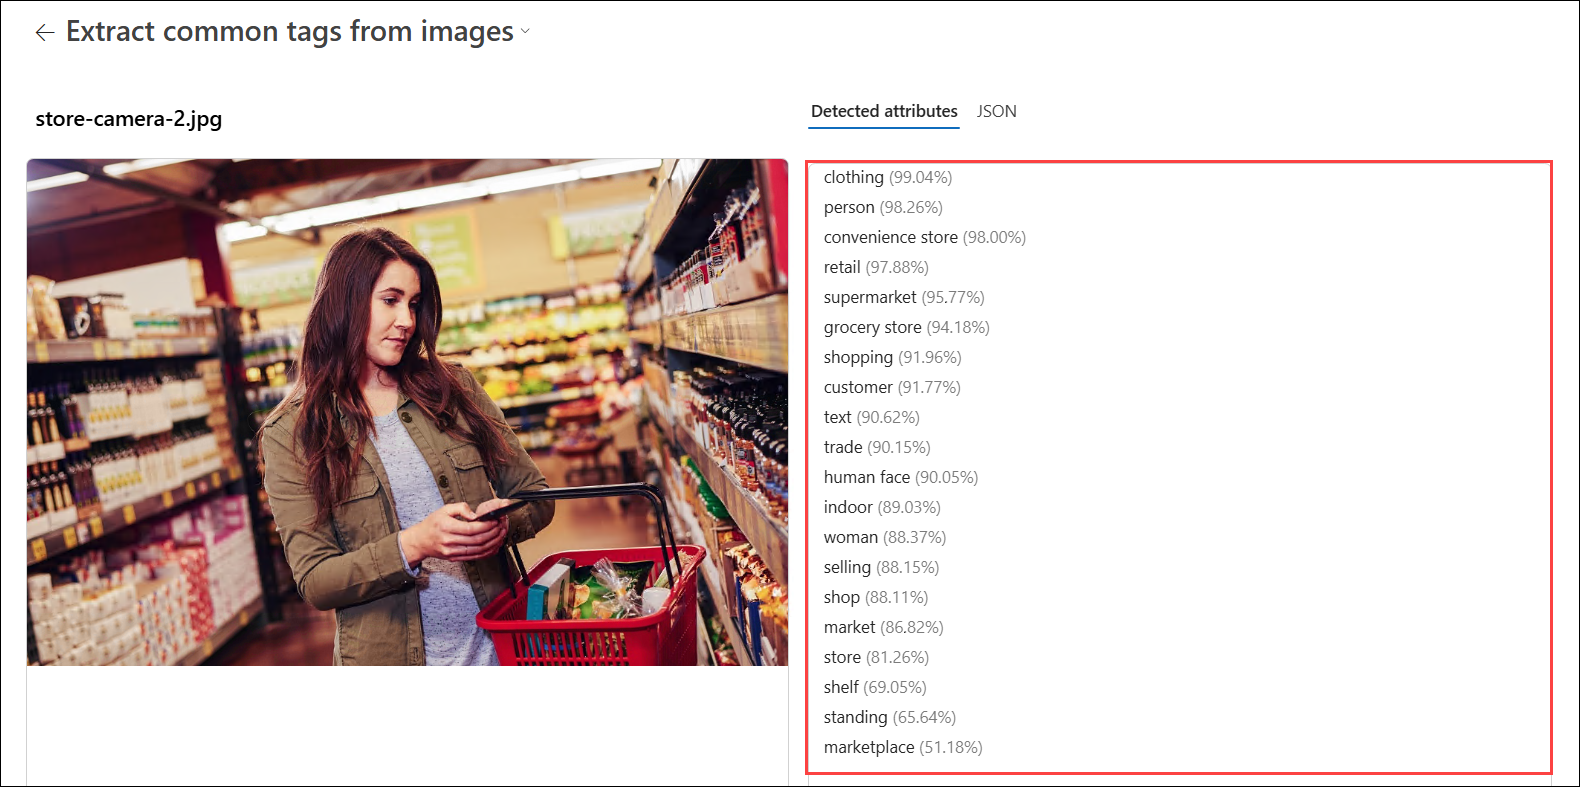 Extract common tags from images
store-camera-2.jpg
Detected attributes JSON
clothing (99.04%)
person (98.26%)
convenience store (98.00%)
retail (97.88%)
supermarket (95.77%)
grocery store (94.18%)
shopping (91.96%)
customer (91.77%)
text (90.62%)
trade (90.15%)
human face (90.05%)
indoor (89.03%)
woman (88.37%)
selling (88.15%)
shop (88.11%)
market (86.82%)
store (81.26%)
shelf (69.05%)
standing (65.64%)
marketplace (51.18%)